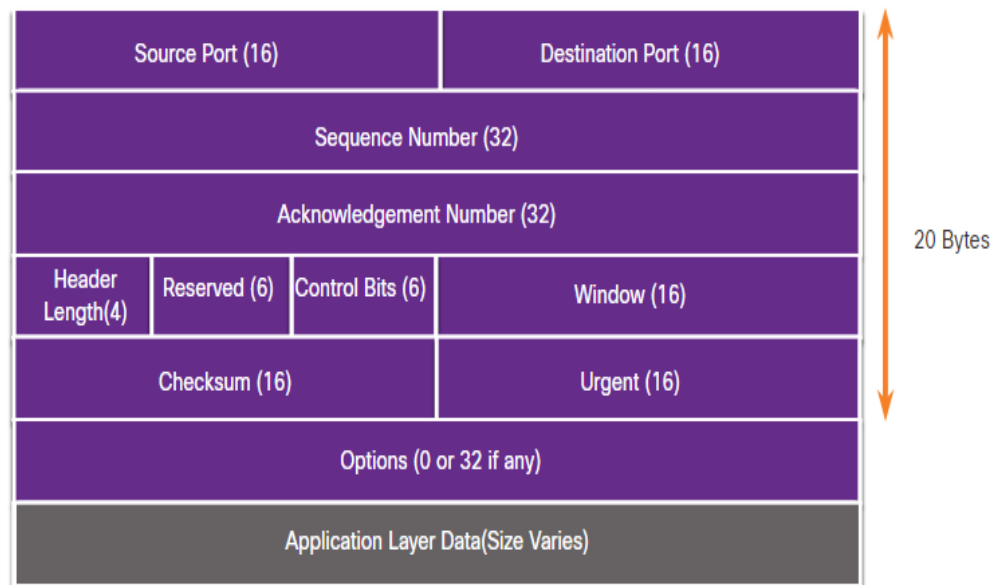 Source Port (16)
Destination Port (16)
Sequence Number (32)
Acknowledgement Number (32)
Header
Length(4)
Reserved (6)
Control Bits (6)
Window (16)
Checksum (16)
Urgent (16)
Options (0 or 32 if any)
Application Layer Data(Size Varies)
20 Bytes